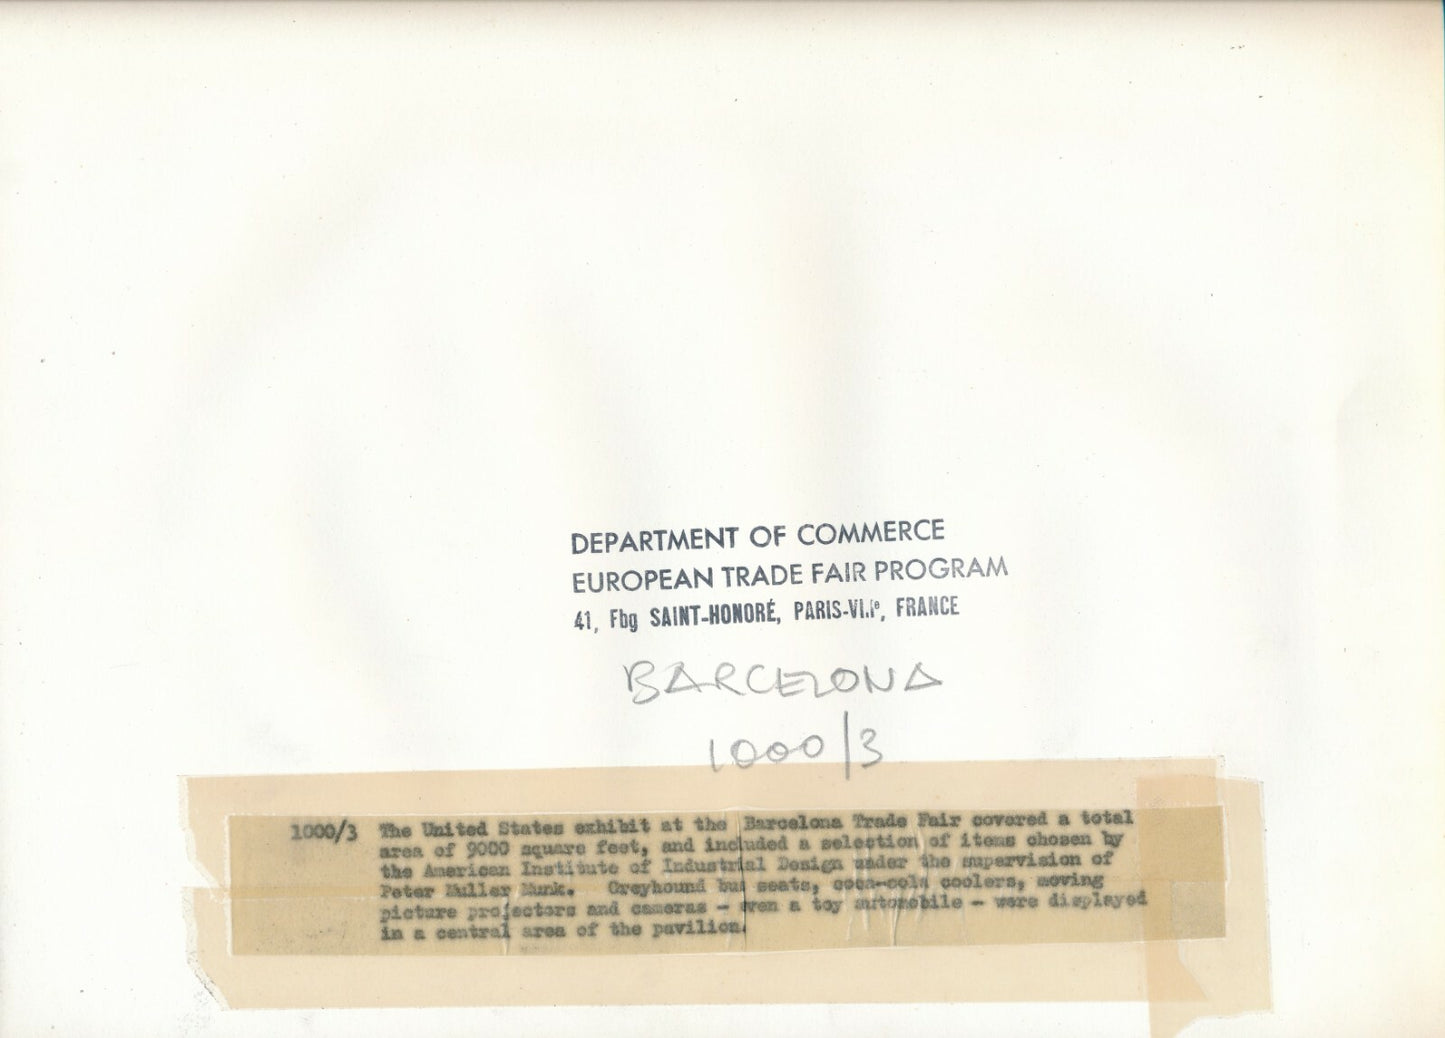 DEPARTMENT OF COMMERCE
EUROPEAN TRADE FAIR PROGRAM
41, Fbg SAINT-HONORÉ, PARIS-VIIIᵉ, FRANCE
BARCELONA
1000/3
1000/3 The United States exhibit at the Barcelona Trade Fair covered a total
area of 9000 square feet, and included a selection of items chosen by
the American Institute of Industrial Design under the supervision of
Peter Muller Munk. Greyhound bus seats, coca-cola coolers, moving
picture projectors and cameras - even a toy automobile - were displayed
in a central area of the pavilion.